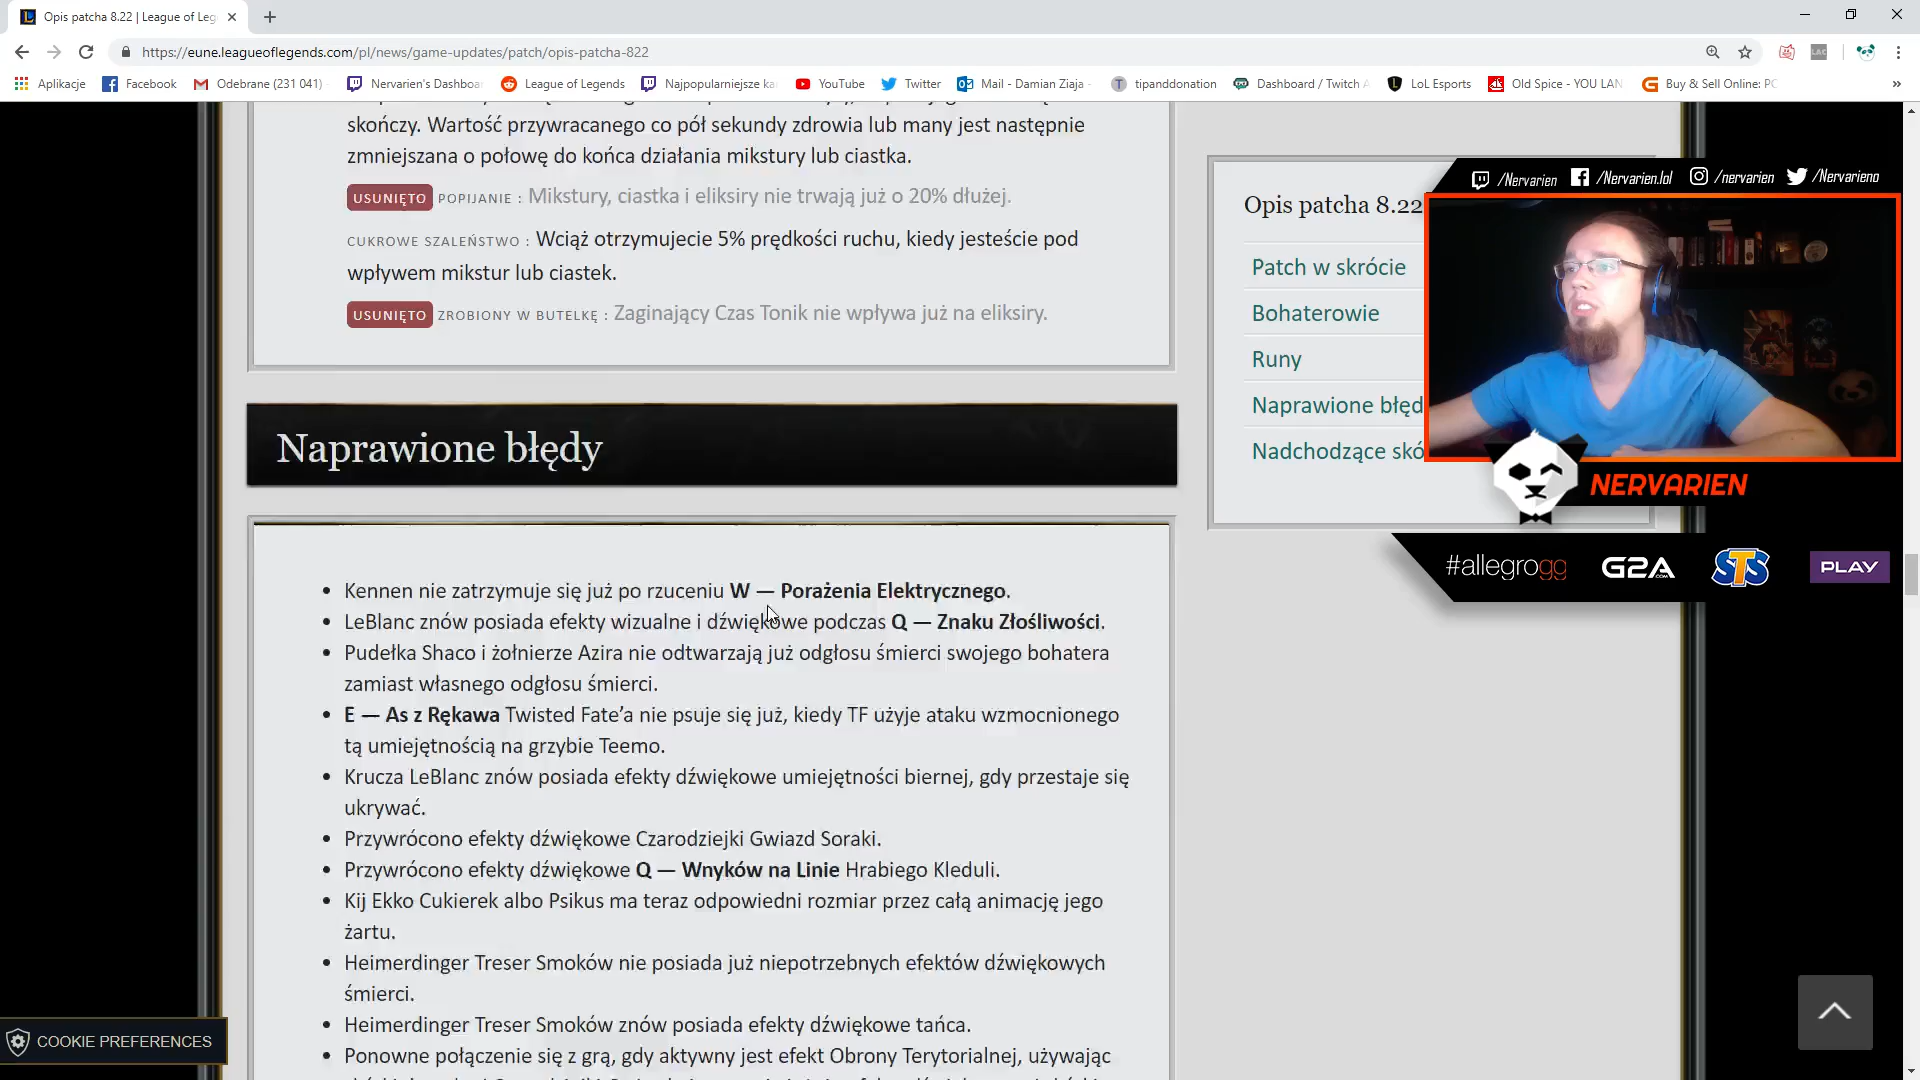 Opis patcha 8.22 | League of Leg
https://eune.leagueoflegends.com/pl/news/game-updates/patch/opis-patcha-822
Aplikacje Facebook Odebrane (231 041) Nervarien's Dashboa League of Legends Najpopularniejsze ka YouTube Twitter Mail - Damian Ziaja - tipanddonation Dashboard / Twitch A LoL Esports Old Spice - YOU LAN Buy & Sell Online: PC »
skończy. Wartość przywracanego co pół sekundy zdrowia lub many jest następnie
zmniejszana o połowę do końca działania mikstury lub ciastka.
USUNIĘTO POPIJANIE : Mikstury, ciastka i eliksiry nie trwają już o 20% dłużej.
CUKROWE SZALEŃSTWO : Wciąż otrzymujecie 5% prędkości ruchu, kiedy jesteście pod
wpływem mikstur lub ciastek.
USUNIĘTO ZROBIONY W BUTELKĘ : Zaginający Czas Tonik nie wpływa już na eliksiry.
Naprawione błędy
• Kennen nie zatrzymuje się już po rzuceniu W — Porażenia Elektrycznego.
• LeBlanc znów posiada efekty wizualne i dźwiękowe podczas Q — Znaku Złośliwości.
• Pudełka Shaco i żołnierze Azira nie odtwarzają już odgłosu śmierci swojego bohatera
zamiast własnego odgłosu śmierci.
• E — As z Rękawa Twisted Fate’a nie psuje się już, kiedy TF użyje ataku wzmocnionego
tą umiejętnością na grzybie Teemo.
• Krucza LeBlanc znów posiada efekty dźwiękowe umiejętności biernej, gdy przestaje się
ukrywać.
• Przywrócono efekty dźwiękowe Czarodziejki Gwiazd Soraki.
• Przywrócono efekty dźwiękowe Q — Wnyków na Linie Hrabiego Kleduli.
• Kij Ekko Cukierek albo Psikus ma teraz odpowiedni rozmiar przez całą animację jego
żartu.
• Heimerdinger Treser Smoków nie posiada już niepotrzebnych efektów dźwiękowych
śmierci.
• Heimerdinger Treser Smoków znów posiada efekty dźwiękowe tańca.
• Ponowne połączenie się z grą, gdy aktywny jest efekt Obrony Terytorialnej, używając
Opis patcha 8.22
Patch w skrócie
Bohaterowie
Runy
Naprawione błęd
Nadchodzące skó
/Nervarien /Nervarien.lol /nervarien /Nervarieno
NERVARIEN
#allegrogg G2A.COM STS PLAY
COOKIE PREFERENCES